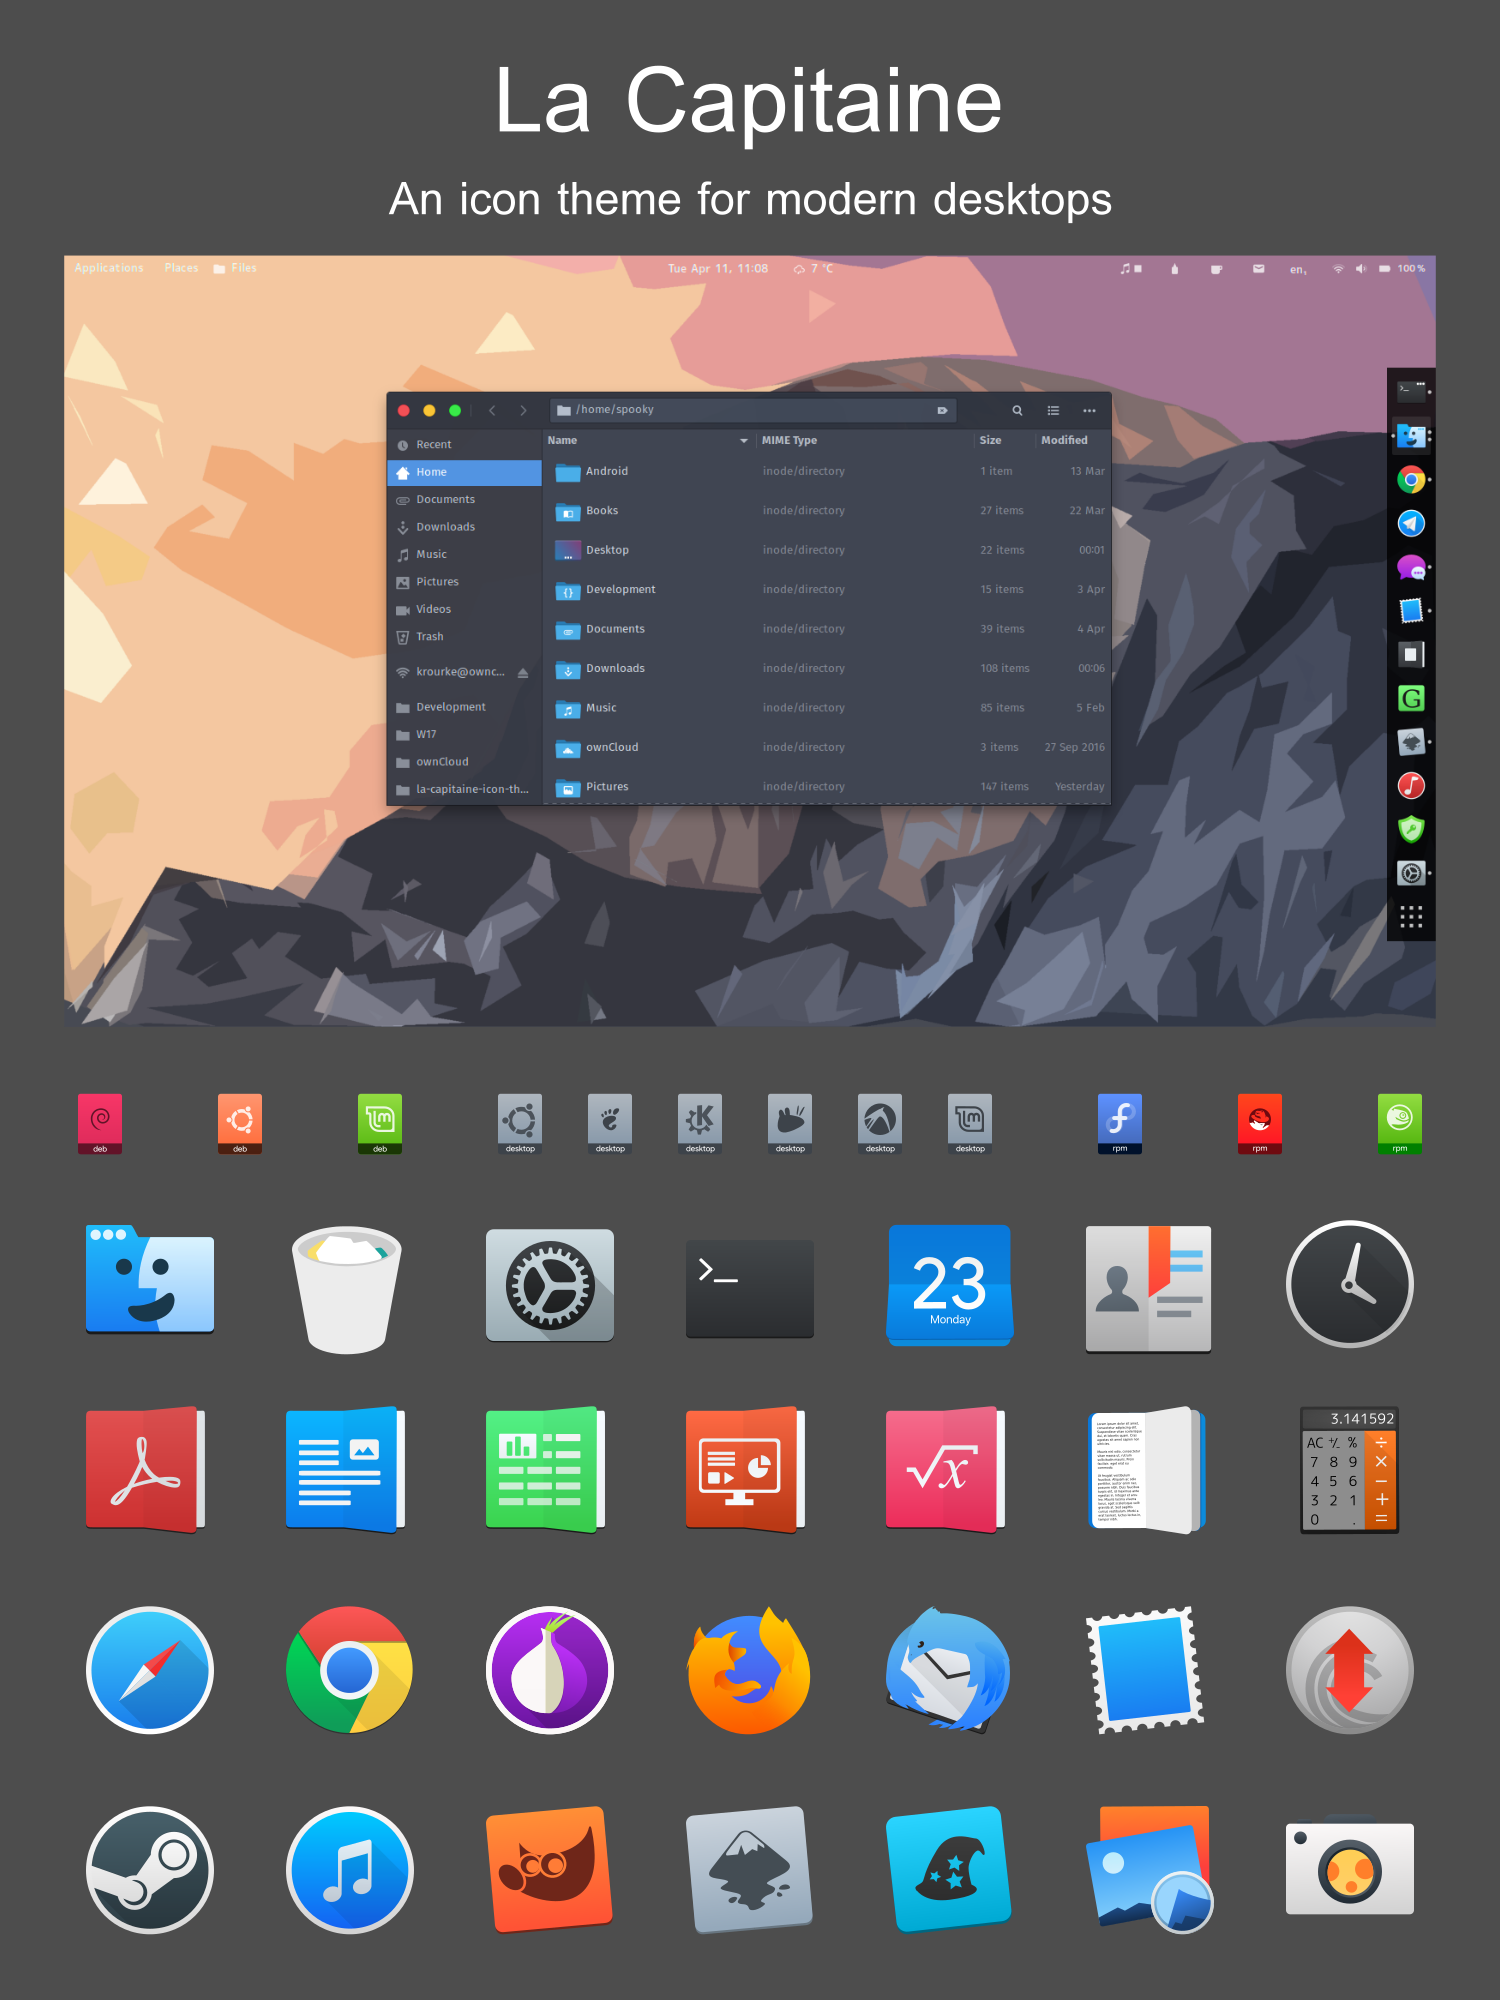 La Capitaine
An icon theme for modern desktops
Applications Places Files Tue Apr 11, 11:08 7 °C en, 100 %
/home/spooky
Recent
Home
Documents
Downloads
Music
Pictures
Videos
Trash
krourke@ownc...
Development
W17
ownCloud
la-capitaine-icon-th...
Name MIME Type Size Modified
Android inode/directory 1 item 13 Mar
Books inode/directory 27 items 22 Mar
Desktop inode/directory 22 items 00:01
Development inode/directory 15 items 3 Apr
Documents inode/directory 39 items 4 Apr
Downloads inode/directory 108 items 00:06
Music inode/directory 85 items 5 Feb
ownCloud inode/directory 3 items 27 Sep 2016
Pictures inode/directory 147 items Yesterday
G
deb deb deb desktop desktop desktop desktop desktop desktop rpm rpm rpm
>_
23
Monday
√x
3.141592
AC +/- % ÷
7 8 9 ×
4 5 6 −
3 2 1 +
0 . =